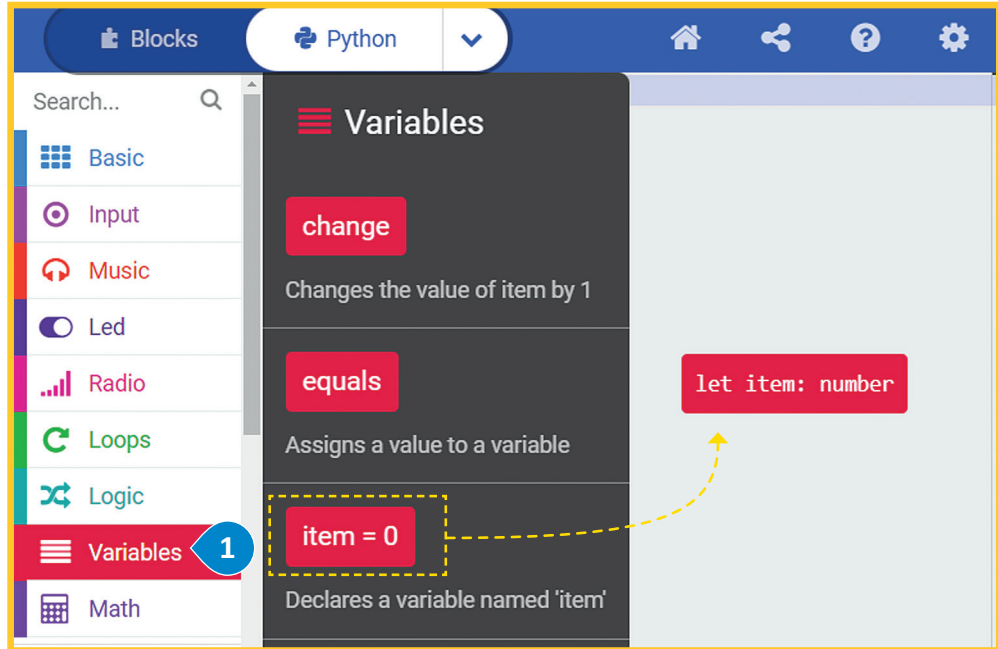 Blocks
Python
Search...
Basic
Input
Music
Led
Radio
Loops
Logic
Variables
1
Math
Variables
change
Changes the value of item by 1
equals
Assigns a value to a variable
item = 0
Declares a variable named 'item'
let item: number